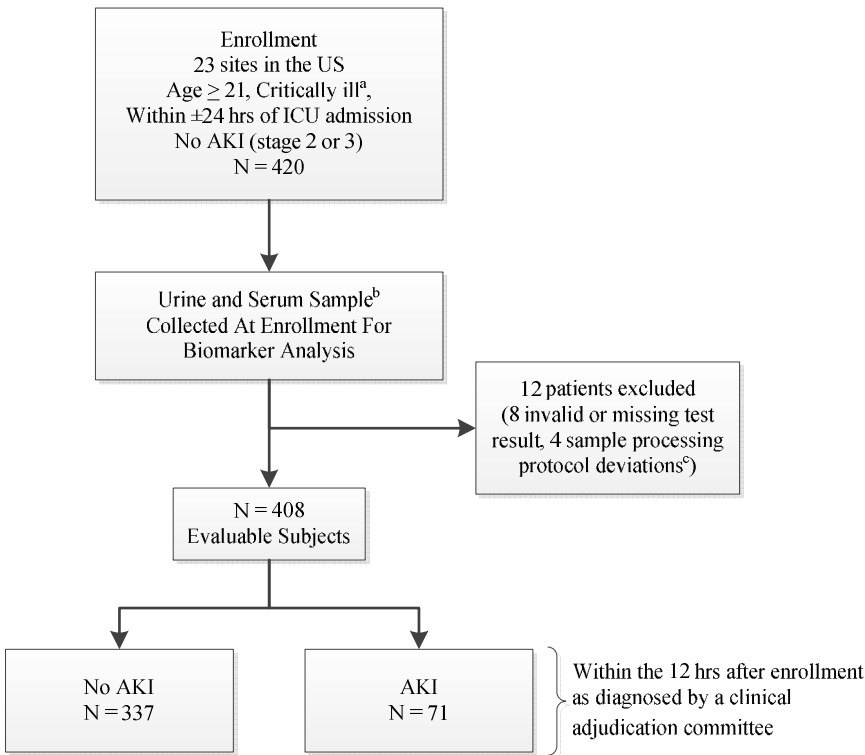 Enrollment
23 sites in the US
Age ≥ 21, Critically illᵃ,
Within ±24 hrs of ICU admission
No AKI (stage 2 or 3)
N = 420
Urine and Serum Sampleᵇ
Collected At Enrollment For
Biomarker Analysis
12 patients excluded
(8 invalid or missing test
result, 4 sample processing
protocol deviationsᶜ)
N = 408
Evaluable Subjects
No AKI
N = 337
AKI
N = 71
Within the 12 hrs after enrollment
as diagnosed by a clinical
adjudication committee